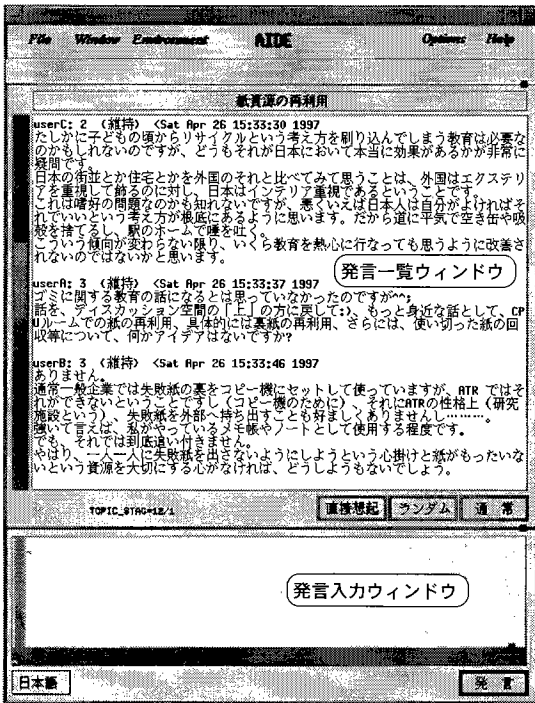 File Window Environment AIDE Options Help
紙資源の再利用
userC: 2 (維持) <Sat Apr 26 15:33:30 1997
たしかに子どもの頃からリサイクルという考え方を刷り込んでしまう教育は必要な
のかもしれないのですが、どうもそれが日本において本当に効果があるかが非常に
疑問です。
日本の街並とか住宅とかを外国のそれと比べてみて思うことは、外国はエクステリ
アを重視して飾るのに対し、日本はインテリア重視であるということです。
これは嗜好の問題なのかも知れないですが、悪くいえば日本人は自分がよければそ
れでいいという考え方が根底にあるように思います。だから道に平気で空き缶や吸
殻を捨てるし、駅のホームで唾を吐く。
こういう傾向が変わらない限り、いくら教育を熱心に行なっても思うように改善さ
れないのではないかと思います。
発言一覧ウィンドウ
userA: 3 (維持) <Sat Apr 26 15:33:37 1997
ゴミに関する教育の話になるとは思っていなかったのですが^^;
話を、ディスカッション空間の「上」の方に戻して:)、もっと身近な話として、CP
Uルームでの紙の再利用、具体的には裏紙の再利用、さらには、使い切った紙の回
収等について、何かアイデアはないですか?
userB: 3 (維持) <Sat Apr 26 15:33:46 1997
ありません。
通常一般企業では失敗紙の裏をコピー機にセットして使っていますが、ATR ではそ
れができないということですし(コピー機のために)、それにATRの性格上(研究
施設という)、失敗紙を外部へ持ち出すことも好ましくありませんし………。
強いて言えば、私がやっているメモ帳やノートとして使用する程度です。
でも、それでは到底追い付きません。
やはり、一人一人に失敗紙を出さないようにしようという心掛けと紙がもったいな
いという資源を大切にする心がなければ、どうしようもないでしょう。
TOPIC_STAG=12/1 直接想起 ランダム 通 常
発言入力ウィンドウ
日本語 発 言